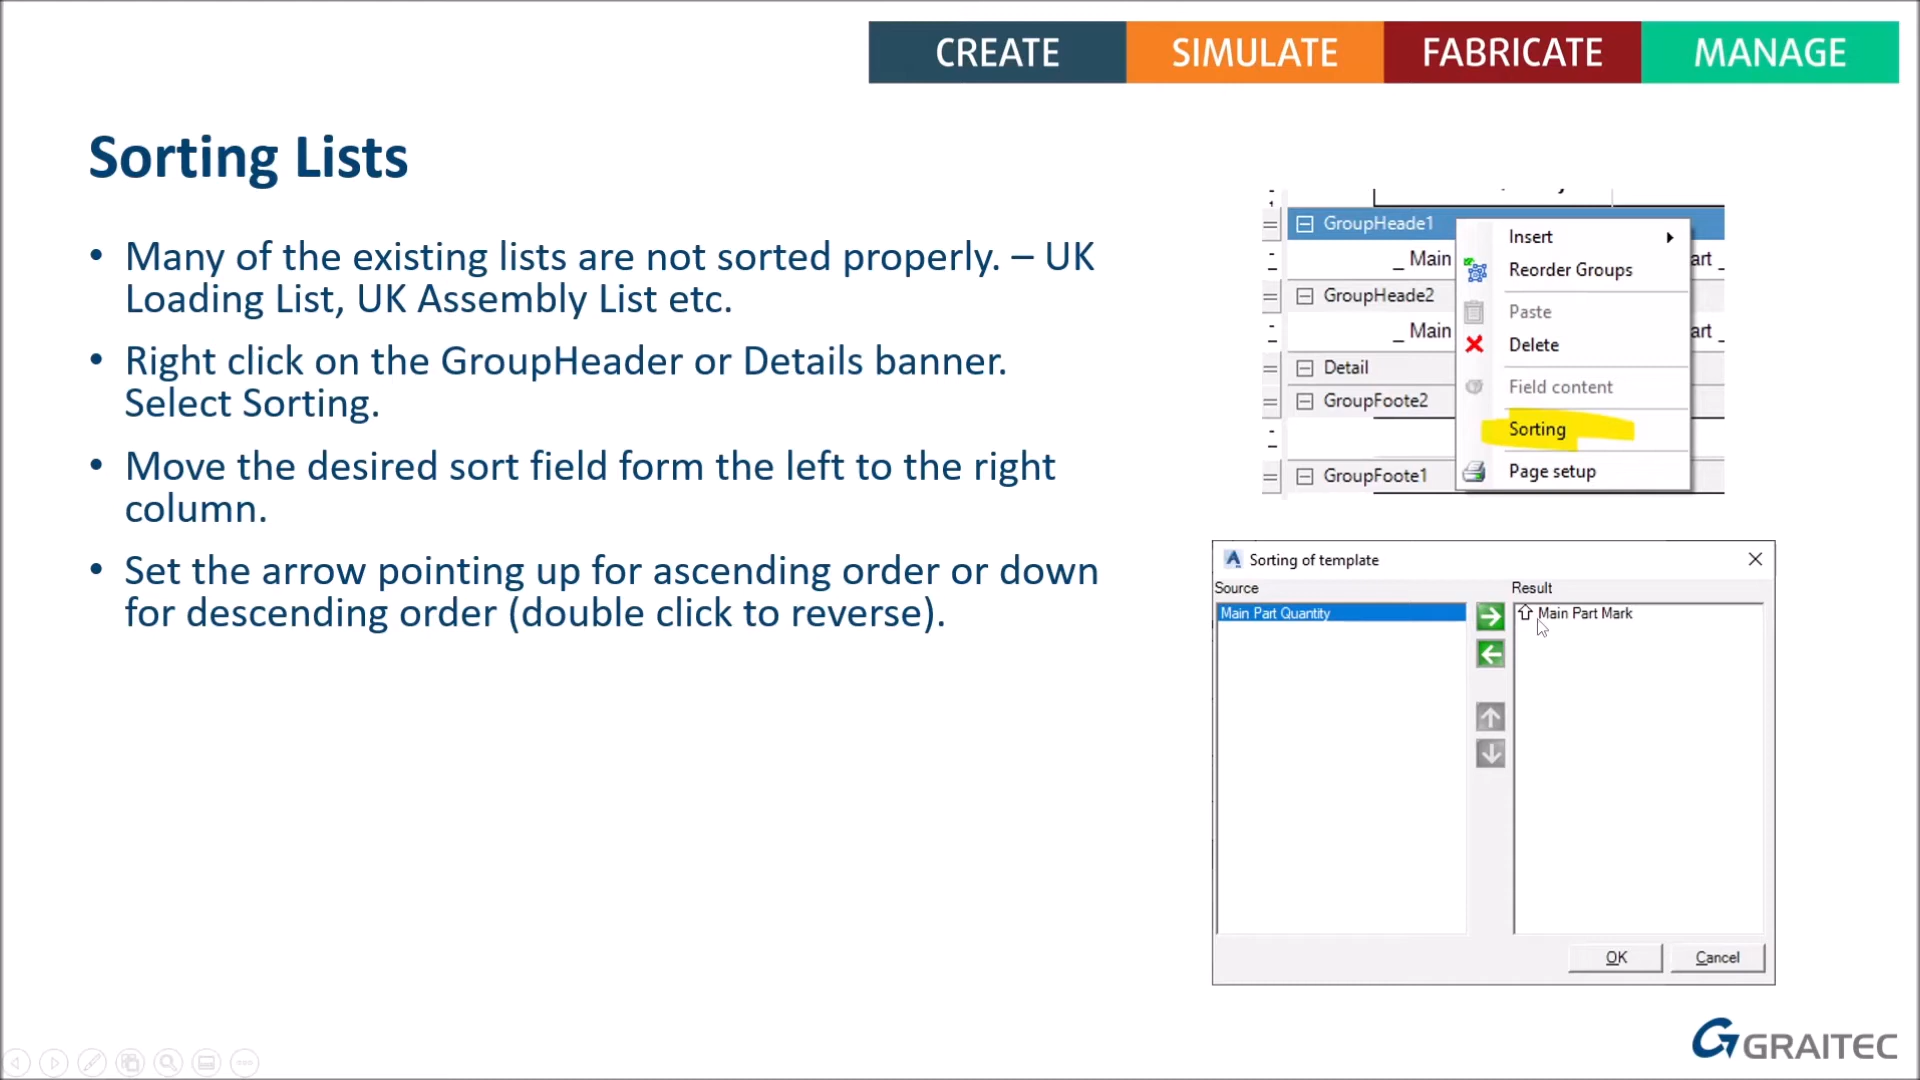 CREATE SIMULATE FABRICATE MANAGE
Sorting Lists
• Many of the existing lists are not sorted properly. – UK
Loading List, UK Assembly List etc.
• Right click on the GroupHeader or Details banner.
Select Sorting.
• Move the desired sort field form the left to the right
column.
• Set the arrow pointing up for ascending order or down
for descending order (double click to reverse).
GroupHeade1
_ Main
GroupHeade2
_ Main
Detail
GroupFoote2
GroupFoote1
Insert
Reorder Groups
Paste
Delete
Field content
Sorting
Page setup
art _
art _
Sorting of template
Source
Result
Main Part Quantity
Main Part Mark
OK
Cancel
GRAITEC